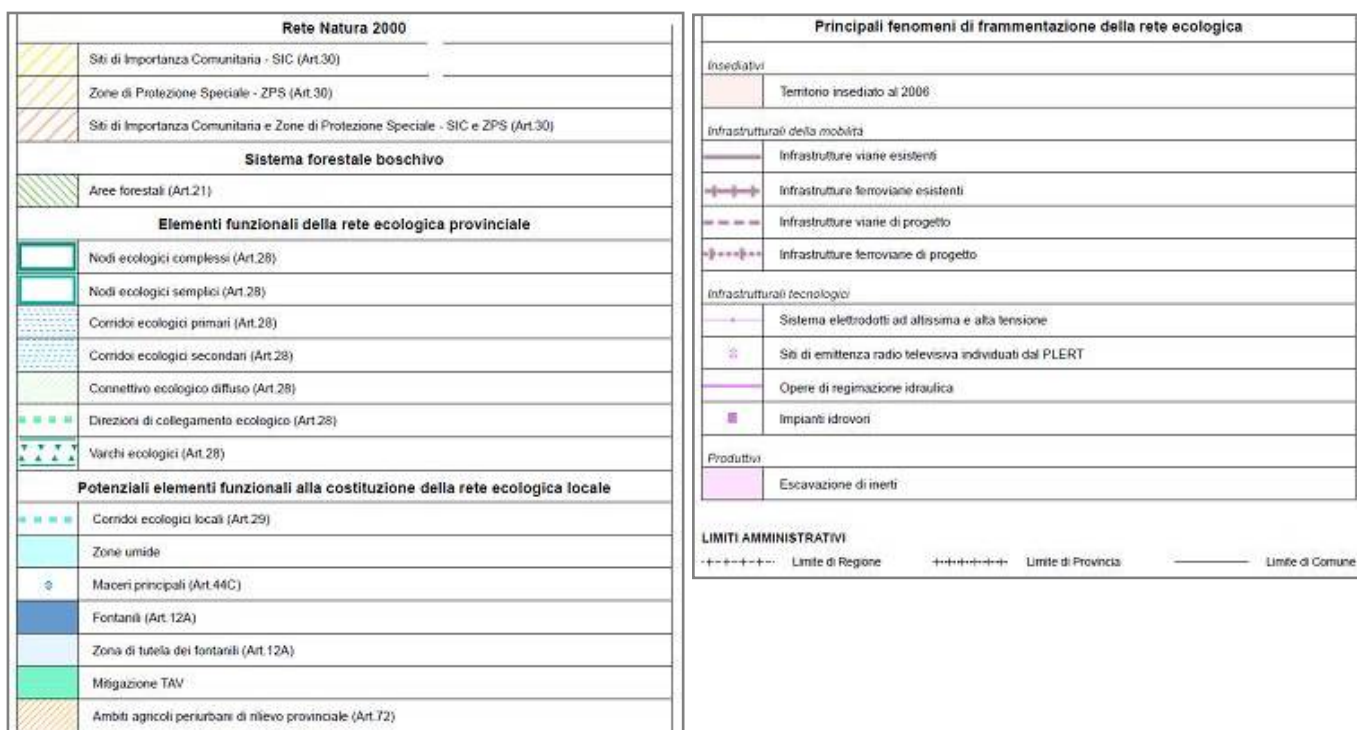 Rete Natura 2000
Siti di Importanza Comunitaria - SIC (Art.30)
Zone di Protezione Speciale - ZPS (Art.30)
Siti di Importanza Comunitaria e Zone di Protezione Speciale - SIC e ZPS (Art.30)
Sistema forestale boschivo
Aree forestali (Art.21)
Elementi funzionali della rete ecologica provinciale
Nodi ecologici complessi (Art.28)
Nodi ecologici semplici (Art.28)
Corridoi ecologici primari (Art.28)
Corridoi ecologici secondari (Art.28)
Connettivo ecologico diffuso (Art.28)
Direzioni di collegamento ecologico (Art.28)
Varchi ecologici (Art.28)
Potenziali elementi funzionali alla costituzione della rete ecologica locale
Corridoi ecologici locali (Art.29)
Zone umide
Maceri principali (Art.44C)
Fontanili (Art.12A)
Zona di tutela dei fontanili (Art.12A)
Mitigazione TAV
Ambiti agricoli periurbani di rilievo provinciale (Art.72)
Principali fenomeni di frammentazione della rete ecologica
Insediativi
Territorio insediato al 2006
Infrastrutturali della mobilità
Infrastrutture viarie esistenti
Infrastrutture ferroviarie esistenti
Infrastrutture viarie di progetto
Infrastrutture ferroviarie di progetto
Infrastrutturali tecnologici
Sistema elettrodotti ad altissima e alta tensione
Siti di emittenza radio televisiva individuati dal PLERT
Opere di regimazione idraulica
Impianti idrovori
Produttivi
Escavazione di inerti
LIMITI AMMINISTRATIVI
Limite di Regione Limite di Provincia Limite di Comune